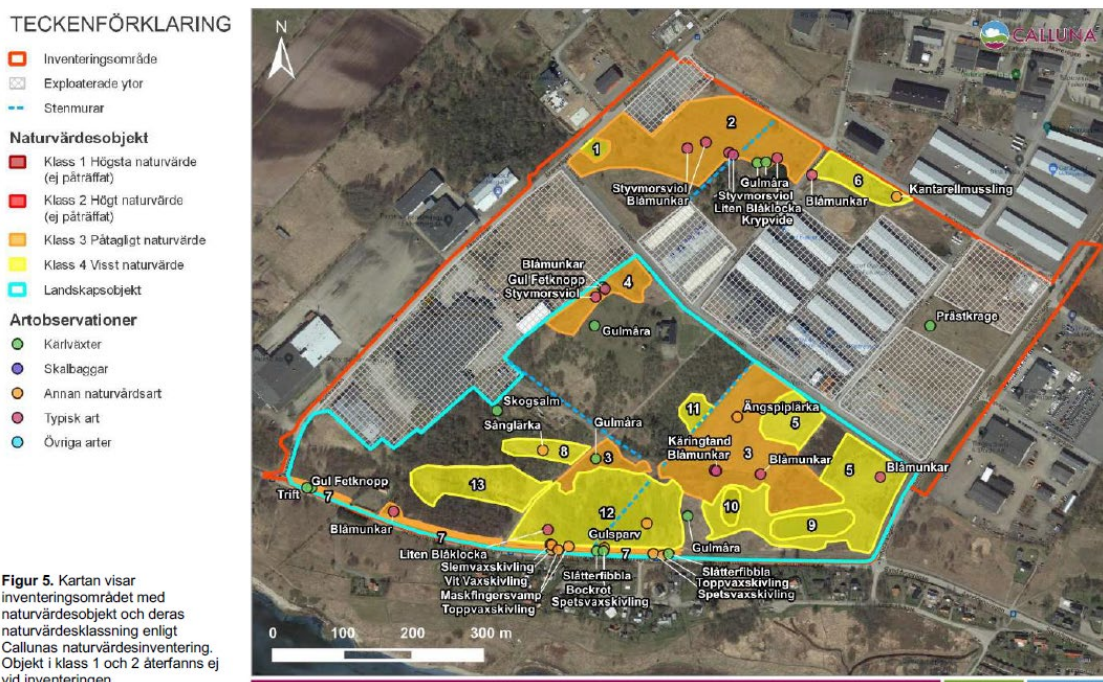 TECKENFÖRKLARING
Inventeringsområde
Exploaterade ytor
Stenmurar
Naturvärdesobjekt
Klass 1 Högsta naturvärde
(ej påträffat)
Klass 2 Högt naturvärde
(ej påträffat)
Klass 3 Påtagligt naturvärde
Klass 4 Visst naturvärde
Landskapsobjekt
Artobservationer
Kärlväxter
Skalbaggar
Annan naturvårdsart
Typisk art
Övriga arter
Figur 5. Kartan visar
inventeringsområdet med
naturvärdesobjekt och deras
naturvärdesklassning enligt
Callunas naturvärdesinventering.
Objekt i klass 1 och 2 återfanns ej
vid inventeringen
N
CALLUNA
2
1
6
Kantarellmussling
Styvmorsviol
Blåmunkar
Gulmåra
Styvmorsviol
Liten Blåklocka
Krypvide
Blåmunkar
Blåmunkar
Gul Fetknopp
Styvmorsviol
4
Gulmåra
Prästkrage
Skogsalm
Sånglärka
8
Gulmåra
3
11
Ängspiplärka
5
Käringtand
Blåmunkar
3
Blåmunkar
5
Blåmunkar
13
12
10
9
Gul Fetknopp
Trift
7
Blåmunkar
7
Gulsparv
7
Gulmåra
Liten Blåklocka
Slemvaxskivling
Vit Vaxskivling
Maskfingersvamp
Toppvaxskivling
Slåtterfibbla
Bockrot
Spetsvaxskivling
Slåtterfibbla
Toppvaxskivling
Spetsvaxskivling
0 100 200 300 m